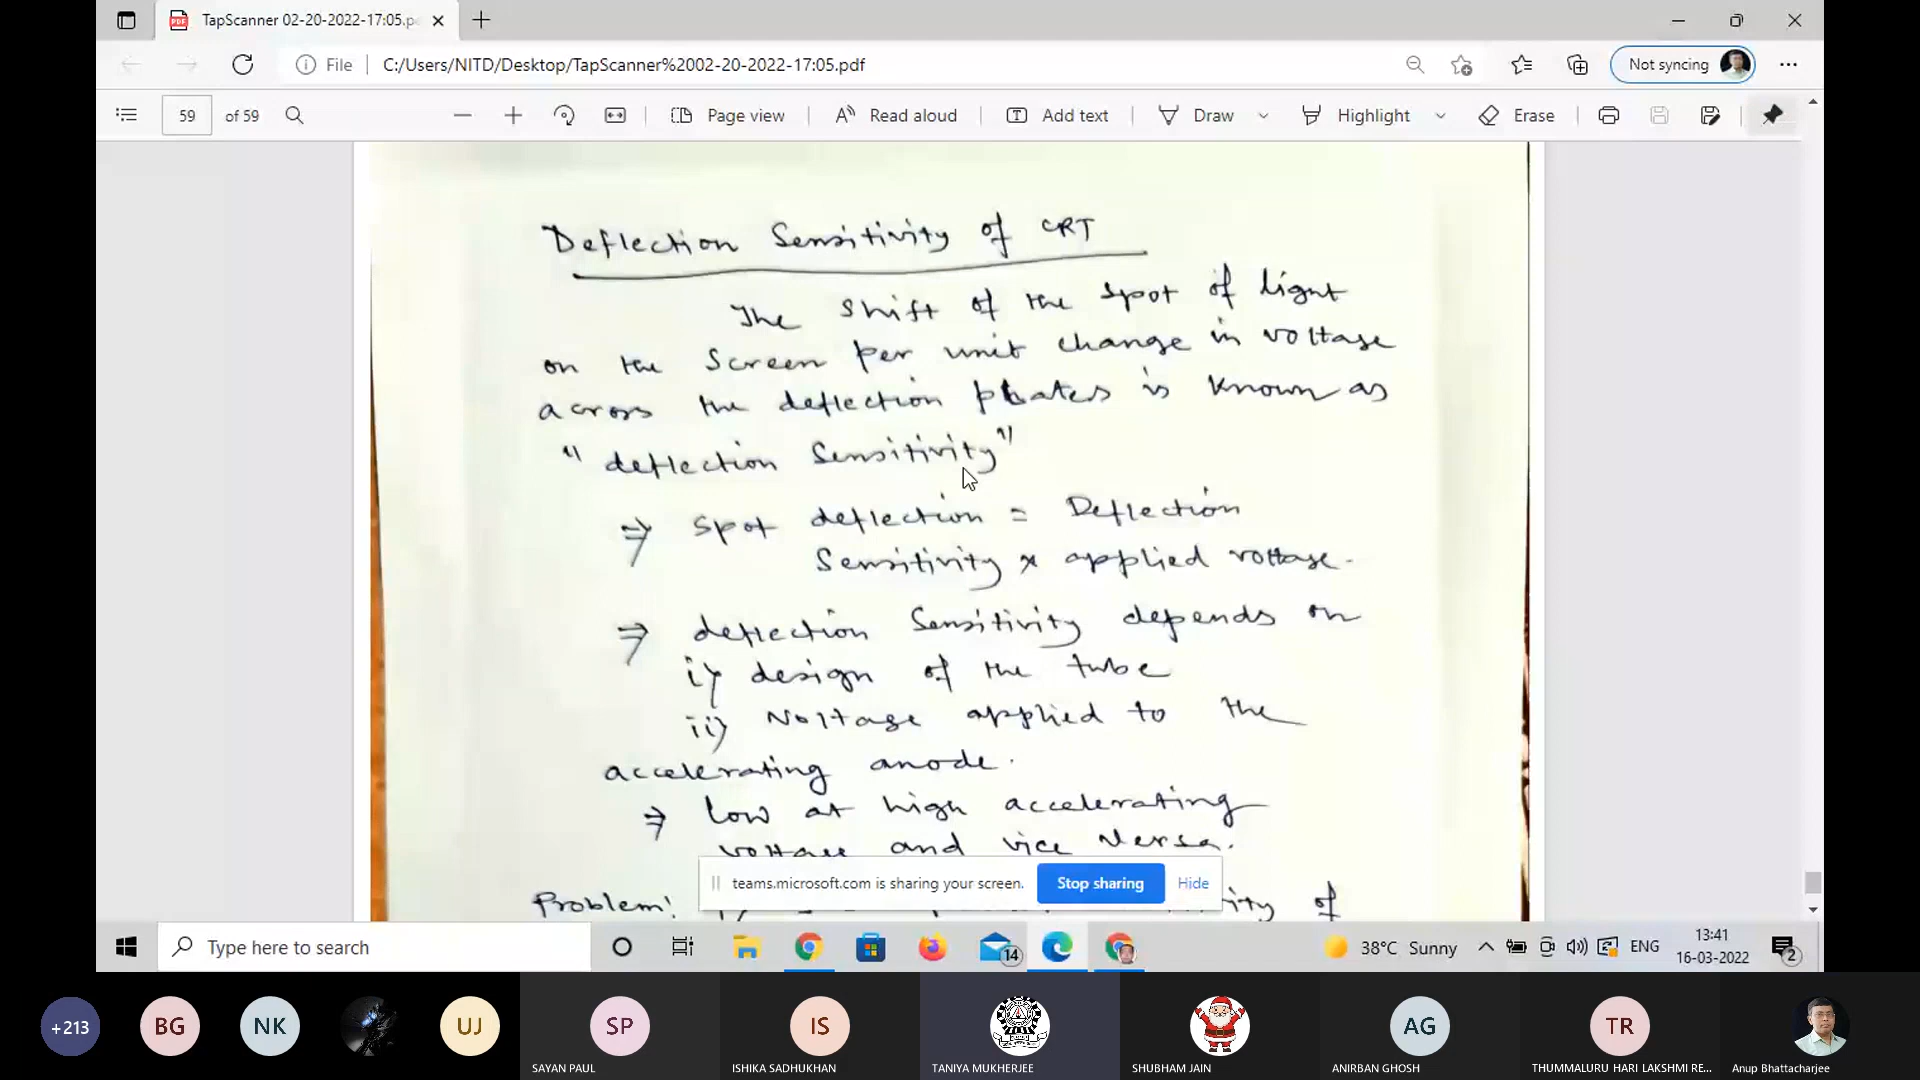 TapScanner 02-20-2022-17:05.p
File C:/Users/NITD/Desktop/TapScanner%2002-20-2022-17:05.pdf Not syncing
59 of 59 Page view Read aloud Add text Draw Highlight Erase
Deflection Sensitivity of CRT
The shift of the spot of light
on the Screen per unit change in voltage
across the deflection plates is known as
"deflection Sensitivity"
⇒ Spot deflection = Deflection
Sensitivity × applied voltage.
⇒ deflection Sensitivity depends on
i) design of the tube
ii) Voltage applied to the
accelerating anode.
⇒ Low at high accelerating
voltage and vice versa.
Problem! of
teams.microsoft.com is sharing your screen. Stop sharing Hide
Type here to search 14 38°C Sunny ENG 13:41
16-03-2022 2
+213 BG NK UJ SP IS AG TR
SAYAN PAUL ISHIKA SADHUKHAN TANIYA MUKHERJEE SHUBHAM JAIN ANIRBAN GHOSH THUMMALURU HARI LAKSHMI RE... Anup Bhattacharjee